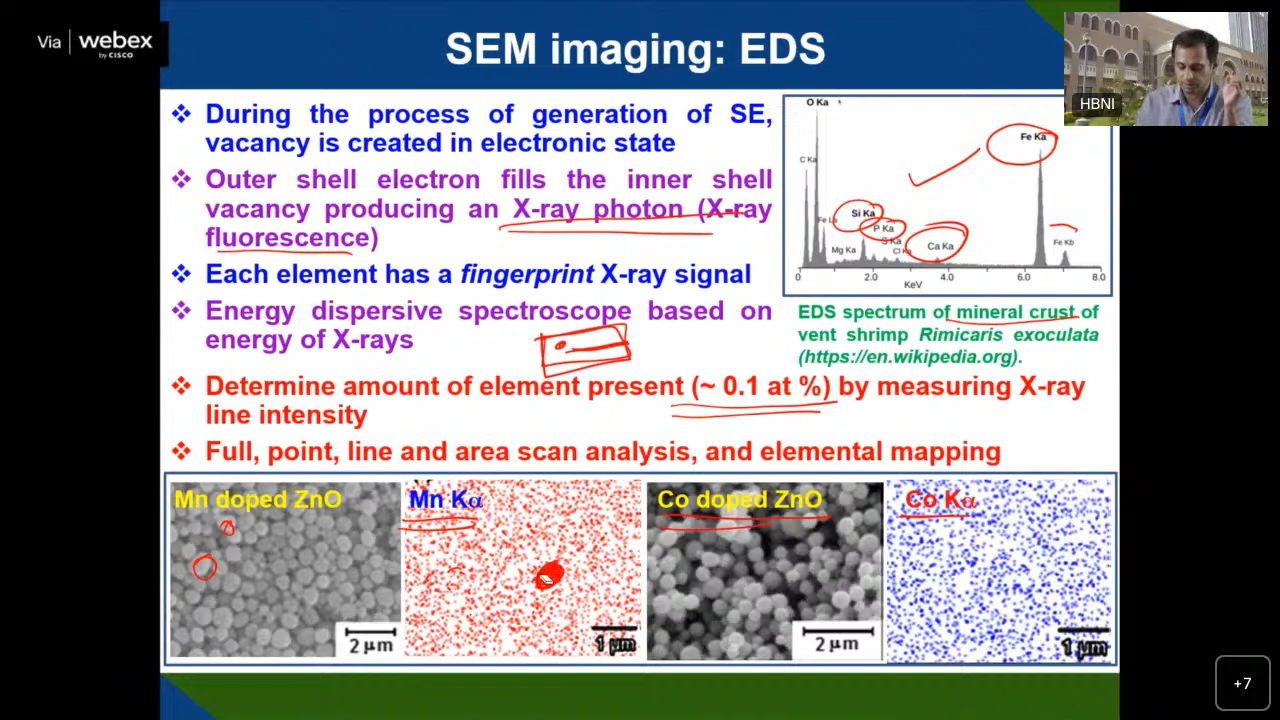 Via webex
by CISCO
SEM imaging: EDS
HBNI
❖ During the process of generation of SE,
vacancy is created in electronic state
❖ Outer shell electron fills the inner shell
vacancy producing an X-ray photon (X-ray
fluorescence)
❖ Each element has a fingerprint X-ray signal
❖ Energy dispersive spectroscope based on
energy of X-rays
❖ Determine amount of element present (~ 0.1 at %) by measuring X-ray
line intensity
❖ Full, point, line and area scan analysis, and elemental mapping
O Ka
Fe Ka
C Ka
Si Ka
Fe La
P Ka
S Ka
Mg Ka
Cl K
Ca Ka
Fe Kb
0 2.0 4.0 6.0 8.0
KeV
EDS spectrum of mineral crust of
vent shrimp Rimicaris exoculata
(https://en.wikipedia.org).
Mn doped ZnO
2 μm
Mn Kα
1 μm
Co doped ZnO
2 μm
Co Kα
1 μm
+7